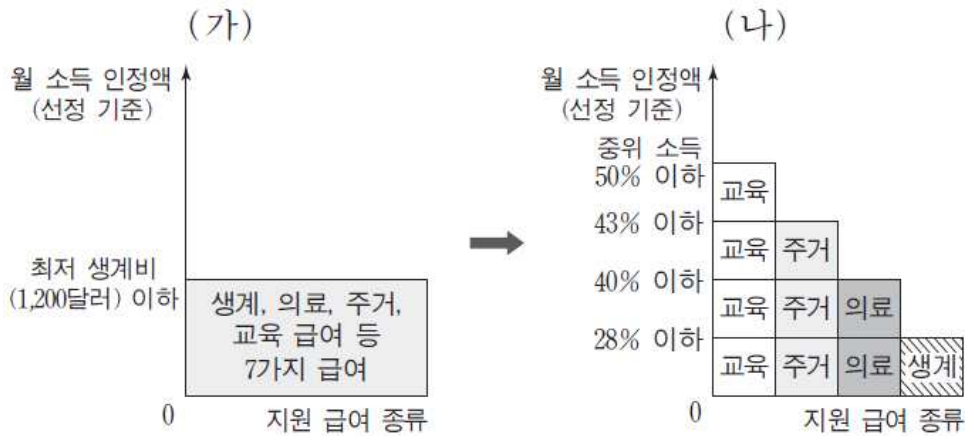 (가)
월 소득 인정액
(선정 기준)
최저 생계비
(1,200달러) 이하
생계, 의료, 주거,
교육 급여 등
7가지 급여
0
지원 급여 종류
(나)
월 소득 인정액
(선정 기준)
중위 소득
50% 이하
교육
43% 이하
교육 주거
40% 이하
교육 주거 의료
28% 이하
교육 주거 의료 생계
0
지원 급여 종류